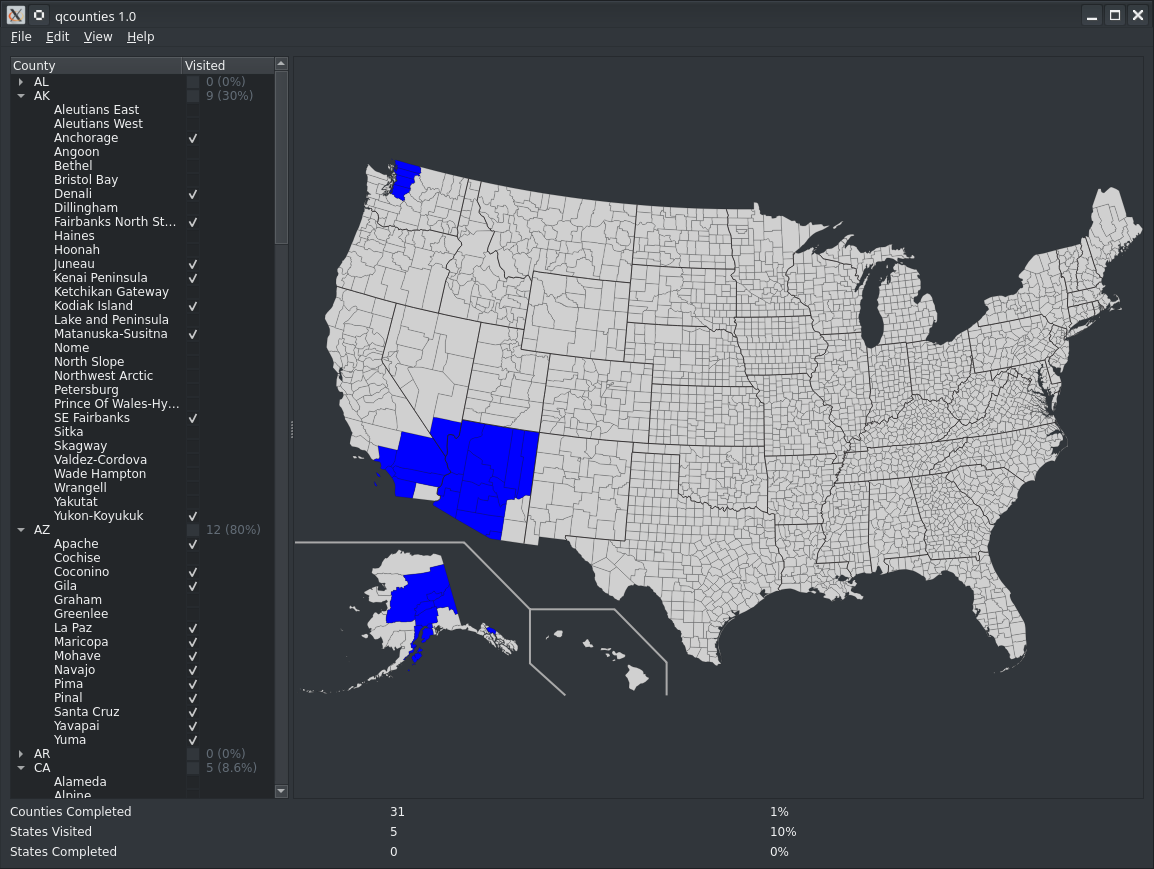 qcounties 1.0
File Edit View Help
County Visited
AL 0 (0%)
AK 9 (30%)
Aleutians East
Aleutians West
Anchorage ✓
Angoon
Bethel
Bristol Bay
Denali ✓
Dillingham
Fairbanks North St... ✓
Haines
Hoonah
Juneau ✓
Kenai Peninsula ✓
Ketchikan Gateway
Kodiak Island ✓
Lake and Peninsula
Matanuska-Susitna ✓
Nome
North Slope
Northwest Arctic
Petersburg
Prince Of Wales-Hy...
SE Fairbanks ✓
Sitka
Skagway
Valdez-Cordova
Wade Hampton
Wrangell
Yakutat
Yukon-Koyukuk ✓
AZ 12 (80%)
Apache ✓
Cochise
Coconino ✓
Gila ✓
Graham
Greenlee
La Paz ✓
Maricopa ✓
Mohave ✓
Navajo ✓
Pima ✓
Pinal ✓
Santa Cruz ✓
Yavapai ✓
Yuma ✓
AR 0 (0%)
CA 5 (8.6%)
Alameda
Alpine
Counties Completed 31 1%
States Visited 5 10%
States Completed 0 0%